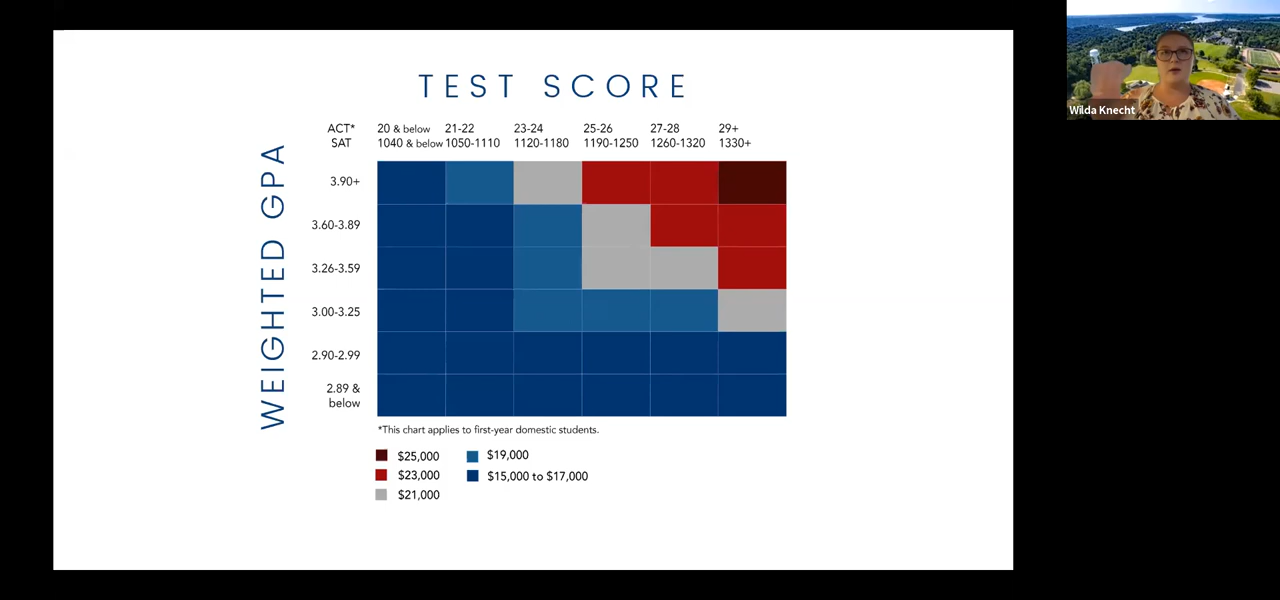 TEST SCORE
ACT* 20 & below 21-22 23-24 25-26 27-28 29+
SAT 1040 & below 1050-1110 1120-1180 1190-1250 1260-1320 1330+
WEIGHTED GPA
3.90+
3.60-3.89
3.26-3.59
3.00-3.25
2.90-2.99
2.89 &
below
*This chart applies to first-year domestic students.
$25,000 $19,000
$23,000 $15,000 to $17,000
$21,000
Wilda Knecht